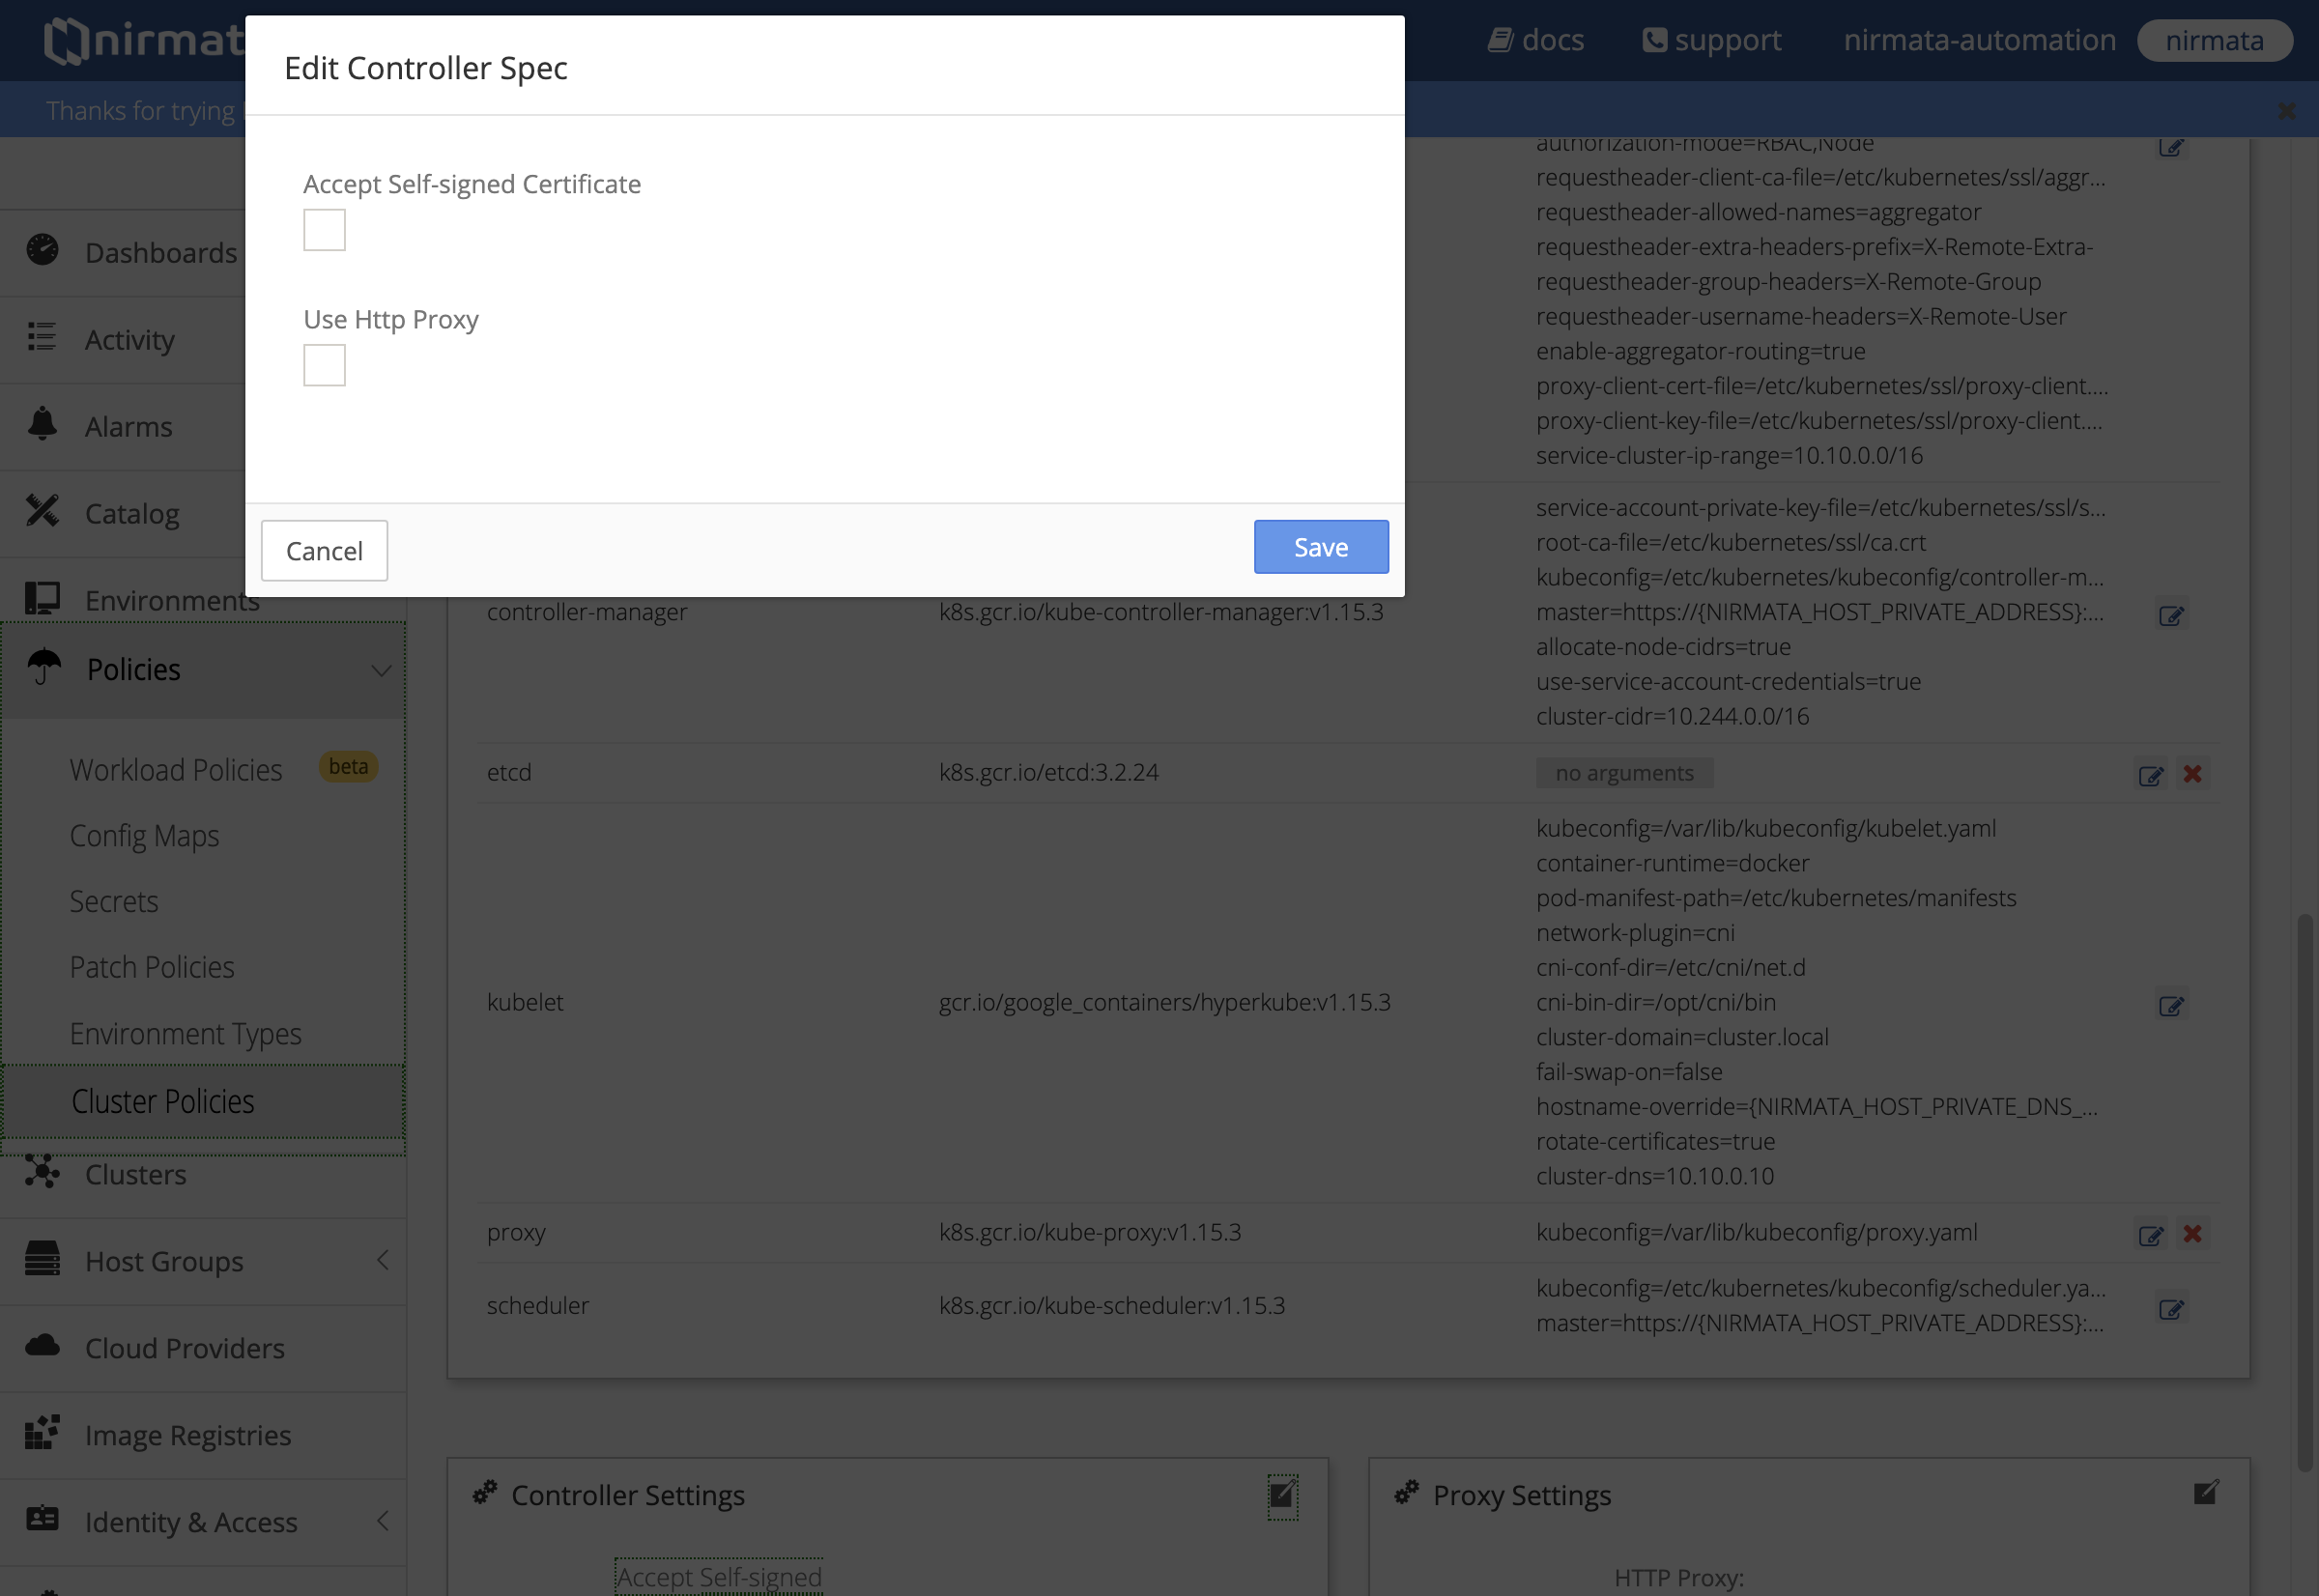 nirmat
docs
support
nirmata-automation
nirmata
Thanks for trying
Edit Controller Spec
Accept Self-signed Certificate
Use Http Proxy
Cancel
Save
Dashboards
Activity
Alarms
Catalog
Environments
Policies
Workload Policies
beta
Config Maps
Secrets
Patch Policies
Environment Types
Cluster Policies
Clusters
Host Groups
Cloud Providers
Image Registries
Identity & Access
authorization-mode=RBAC,Node
requestheader-client-ca-file=/etc/kubernetes/ssl/aggr...
requestheader-allowed-names=aggregator
requestheader-extra-headers-prefix=X-Remote-Extra-
requestheader-group-headers=X-Remote-Group
requestheader-username-headers=X-Remote-User
enable-aggregator-routing=true
proxy-client-cert-file=/etc/kubernetes/ssl/proxy-client....
proxy-client-key-file=/etc/kubernetes/ssl/proxy-client....
service-cluster-ip-range=10.10.0.0/16
controller-manager
k8s.gcr.io/kube-controller-manager:v1.15.3
service-account-private-key-file=/etc/kubernetes/ssl/s...
root-ca-file=/etc/kubernetes/ssl/ca.crt
kubeconfig=/etc/kubernetes/kubeconfig/controller-m...
master=https://{NIRMATA_HOST_PRIVATE_ADDRESS}:...
allocate-node-cidrs=true
use-service-account-credentials=true
cluster-cidr=10.244.0.0/16
etcd
k8s.gcr.io/etcd:3.2.24
no arguments
kubelet
gcr.io/google_containers/hyperkube:v1.15.3
kubeconfig=/var/lib/kubeconfig/kubelet.yaml
container-runtime=docker
pod-manifest-path=/etc/kubernetes/manifests
network-plugin=cni
cni-conf-dir=/etc/cni/net.d
cni-bin-dir=/opt/cni/bin
cluster-domain=cluster.local
fail-swap-on=false
hostname-override={NIRMATA_HOST_PRIVATE_DNS_...
rotate-certificates=true
cluster-dns=10.10.0.10
proxy
k8s.gcr.io/kube-proxy:v1.15.3
kubeconfig=/var/lib/kubeconfig/proxy.yaml
scheduler
k8s.gcr.io/kube-scheduler:v1.15.3
kubeconfig=/etc/kubernetes/kubeconfig/scheduler.ya...
master=https://{NIRMATA_HOST_PRIVATE_ADDRESS}:...
Controller Settings
Accept Self-signed
Proxy Settings
HTTP Proxy: